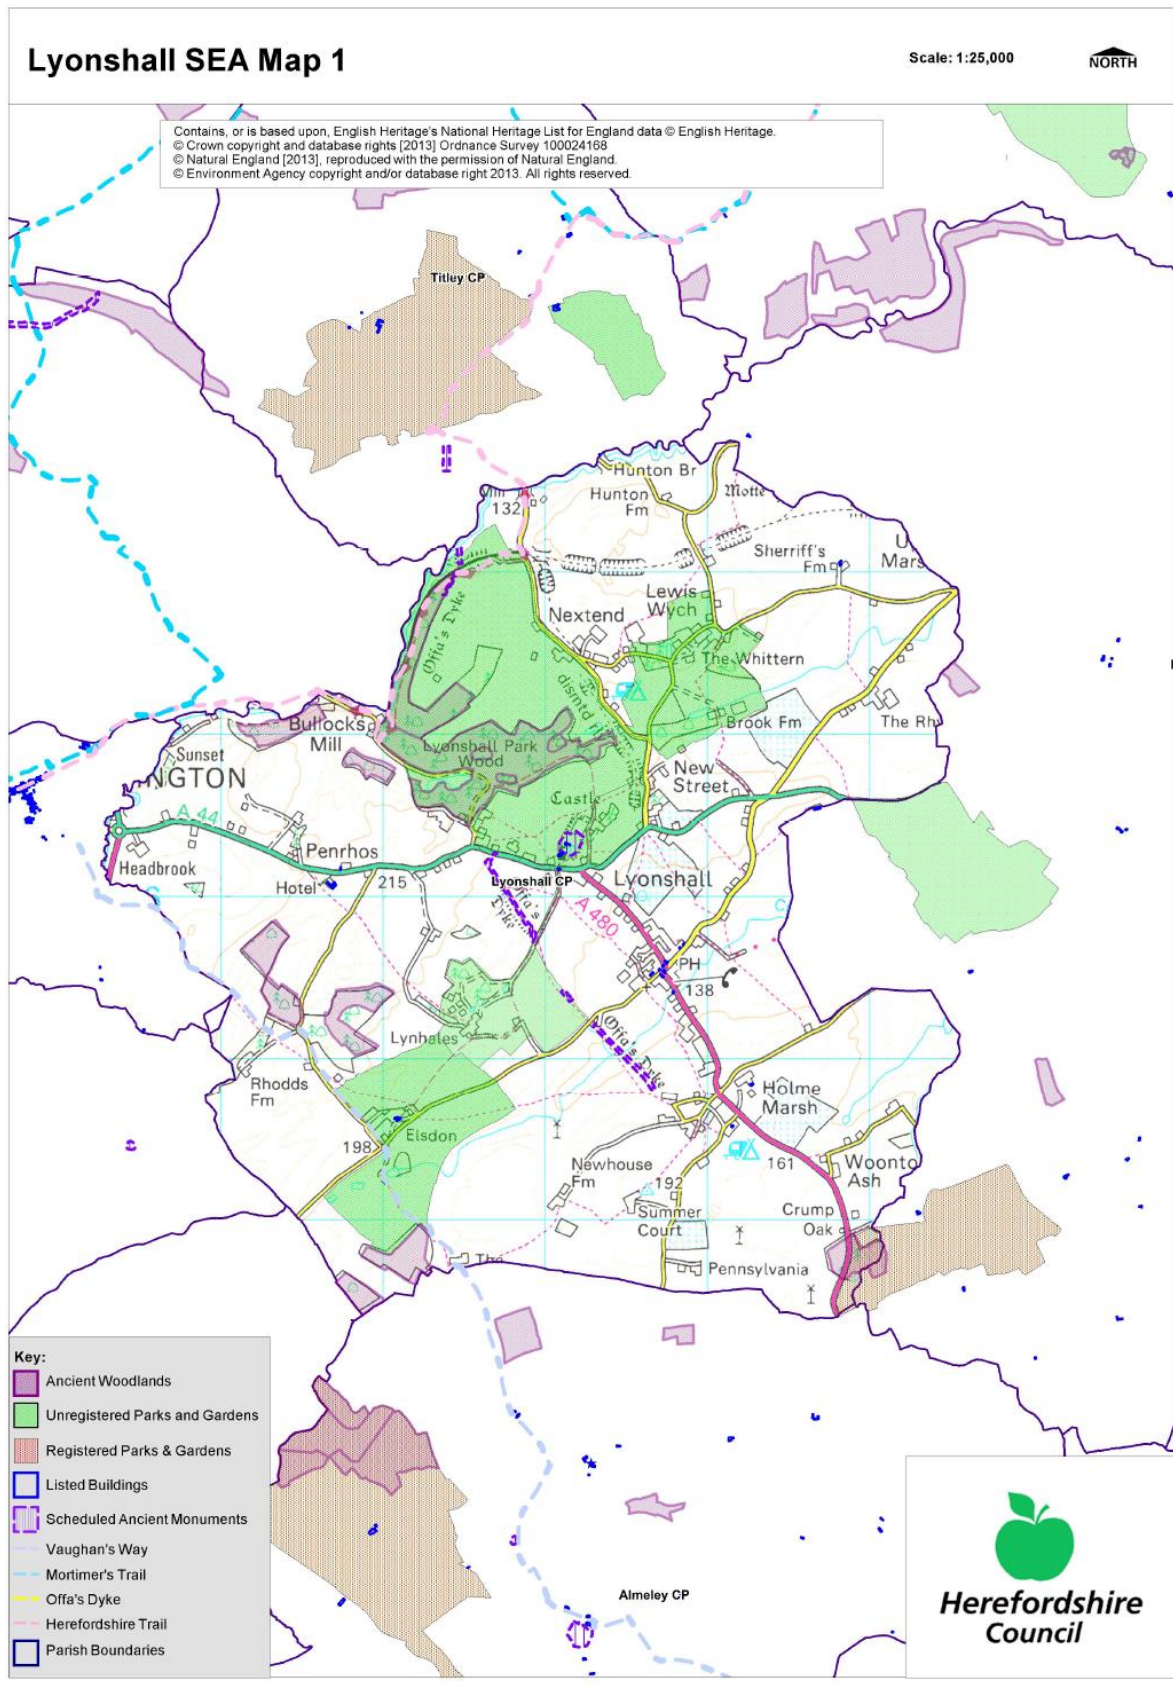 Lyonshall SEA Map 1
Scale: 1:25,000
NORTH
Contains, or is based upon, English Heritage's National Heritage List for England data © English Heritage.
© Crown copyright and database rights [2013] Ordnance Survey 100024168
© Natural England [2013], reproduced with the permission of Natural England.
© Environment Agency copyright and/or database right 2013. All rights reserved.
Titley CP
Hunton Br
Hunton
Fm
Motte
Mill
132
Sherriff's
Fm
U
Mars
Lewis
Wych
Nextend
Offa's Dyke
The Whittern
dismtd
Brook Fm
The Rh
Bullocks
Mill
Lyonshall Park
Wood
Sunset
NGTON
New
Street
Castle
A 44
Penrhos
Headbrook
Hotel
215
Lyonshall CP
Lyonshall
Offa's
Dyke
A 480
C
PH
138
Lynhales
Offa's Dyke
Rhodds
Fm
Holme
Marsh
Elsdon
198
161
Woonto
Ash
Newhouse
Fm
192
Summer
Court
Crump
Oak
The
Pennsylvania
Key:
Ancient Woodlands
Unregistered Parks and Gardens
Registered Parks & Gardens
Listed Buildings
Scheduled Ancient Monuments
Vaughan's Way
Mortimer's Trail
Offa's Dyke
Herefordshire Trail
Parish Boundaries
Almeley CP
Herefordshire
Council